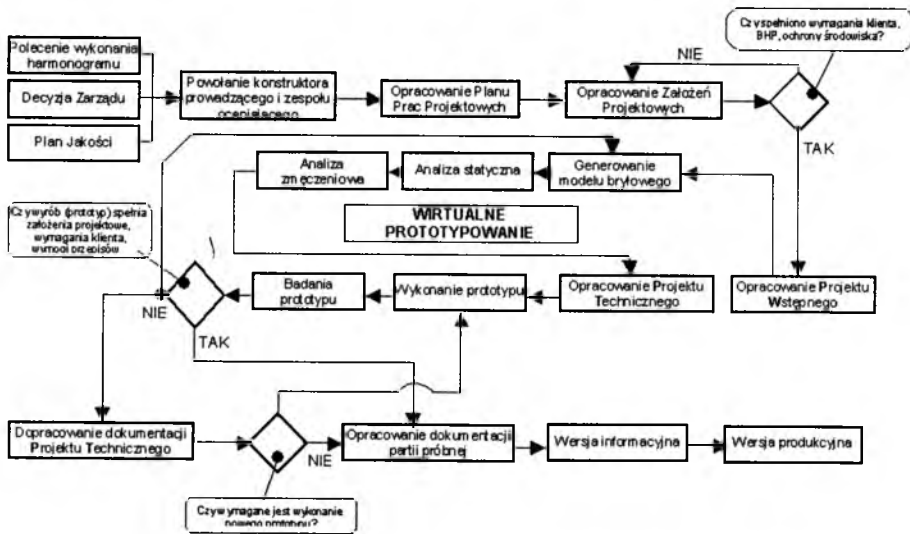 Polecenie wykonania
harmonogramu
Decyzja Zarządu
Plan Jakości
Powołanie konstruktora
prowadzącego i zespołu
oceniającego
Opracowanie Planu
Prac Projektowych
Opracowanie Założeń
Projektowych
NIE
Czy spełniono wymagania klienta,
BHP, ochrony środowiska?
TAK
Analiza
zmęczeniowa
Analiza statyczna
Generowanie
modelu bryłowego
WIRTUALNE
PROTOTYPOWANIE
Czy wyrób (prototyp) spełnia
założenia projektowe,
wymagania klienta,
wymogi przepisów
NIE
TAK
Badania
prototypu
Wykonanie prototypu
Opracowanie Projektu
Technicznego
Opracowanie Projektu
Wstępnego
Dopracowanie dokumentacji
Projektu Technicznego
NIE
Opracowanie dokumentacji
partii próbnej
Wersja informacyjna
Wersja produkcyjna
Czy wymagane jest wykonanie
nowego prototypu?